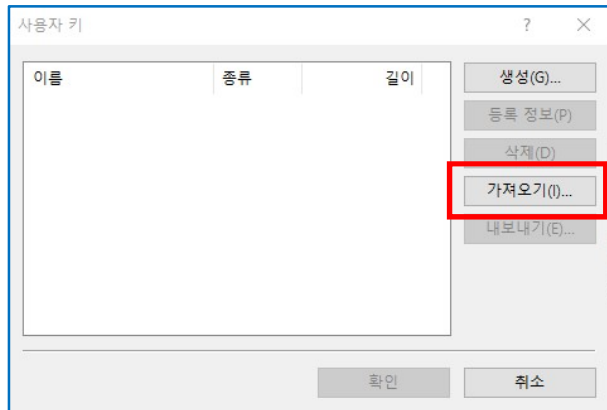 사용자 키
이름 종류 길이
생성(G)...
등록 정보(P)
삭제(D)
가져오기(I)...
내보내기(E)...
확인 취소